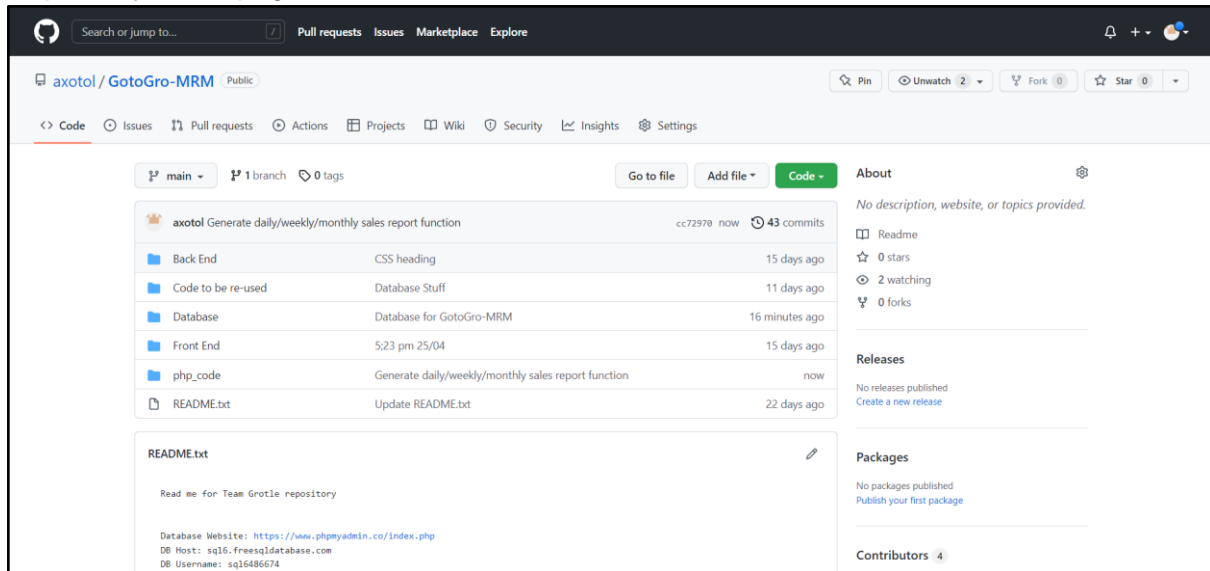 Search or jump to... / Pull requests Issues Marketplace Explore
axotol / GotoGro-MRM Public Pin Unwatch 2 Fork 0 Star 0
Code Issues Pull requests Actions Projects Wiki Security Insights Settings
main 1 branch 0 tags Go to file Add file Code
axotol Generate daily/weekly/monthly sales report function cc72970 now 43 commits
Back End CSS heading 15 days ago
Code to be re-used Database Stuff 11 days ago
Database Database for GotoGro-MRM 16 minutes ago
Front End 5;23 pm 25/04 15 days ago
php_code Generate daily/weekly/monthly sales report function now
README.txt Update README.txt 22 days ago
README.txt
Read me for Team Grotle repository
Database Website: https://www.phpmyadmin.co/index.php
DB Host: sql6.freesqldatabase.com
DB Username: sql6486674
About
No description, website, or topics provided.
Readme
0 stars
2 watching
0 forks
Releases
No releases published
Create a new release
Packages
No packages published
Publish your first package
Contributors 4